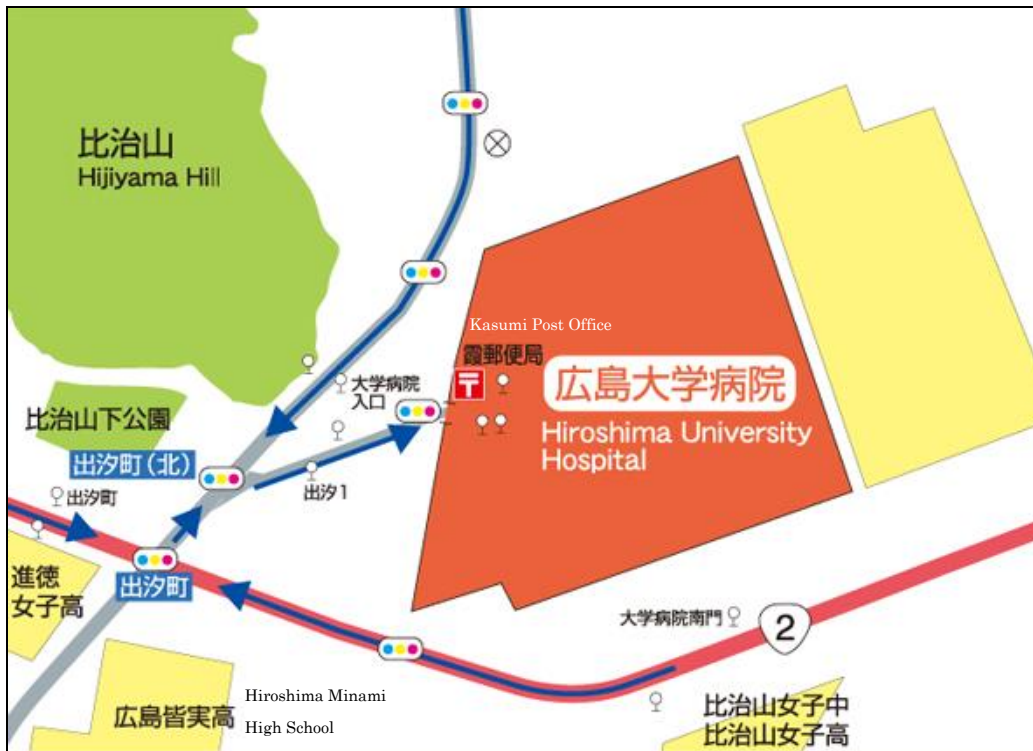 比治山
Hijiyama Hill
Kasumi Post Office
霞郵便局
大学病院
入口
広島大学病院
Hiroshima University
Hospital
比治山下公園
出汐町(北)
出汐1
出汐町
進徳
女子高
出汐町
大学病院南門
2
広島皆実高
Hiroshima Minami
High School
比治山女子中
比治山女子高